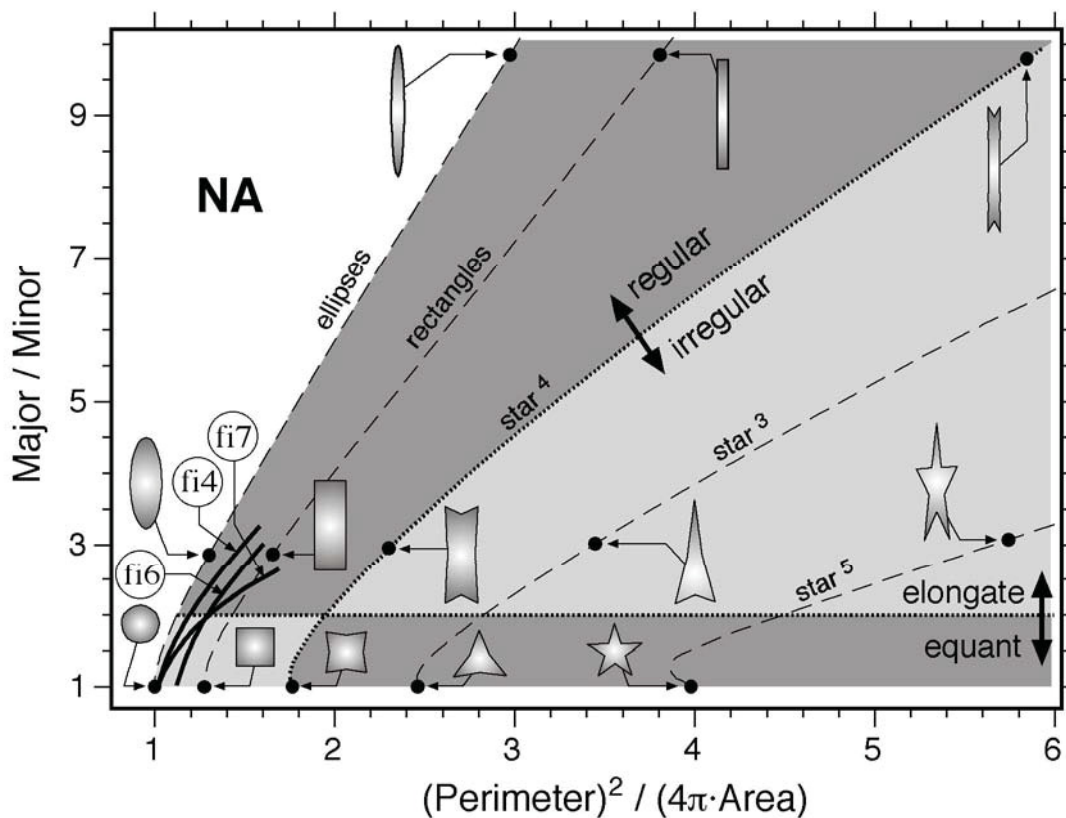 9
7
5
3
1
Major / Minor
NA
ellipses
rectangles
regular
irregular
star 4
star 3
star 5
fi7
fi4
fi6
elongate
equant
1 2 3 4 5 6
(Perimeter)² / (4π·Area)